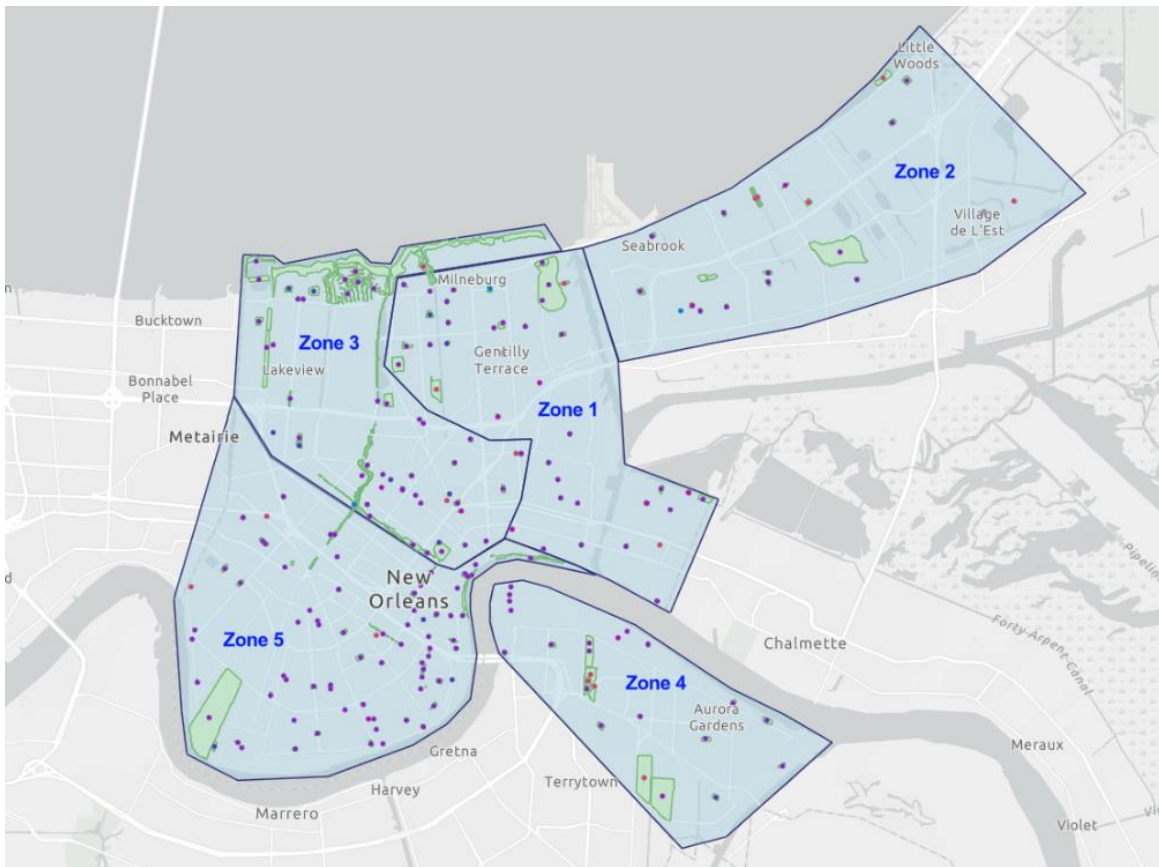 Little
Woods
Zone 2
Village
de L'Est
Seabrook
Milneburg
Bucktown
Zone 3
Lakeview
Gentilly
Terrace
Bonnabel
Place
Zone 1
Metairie
New
Orleans
Zone 5
Chalmette
Forty Arpent Canal
Pipeline
Zone 4
Aurora
Gardens
Gretna
Meraux
Terrytown
Harvey
Marrero
Violet